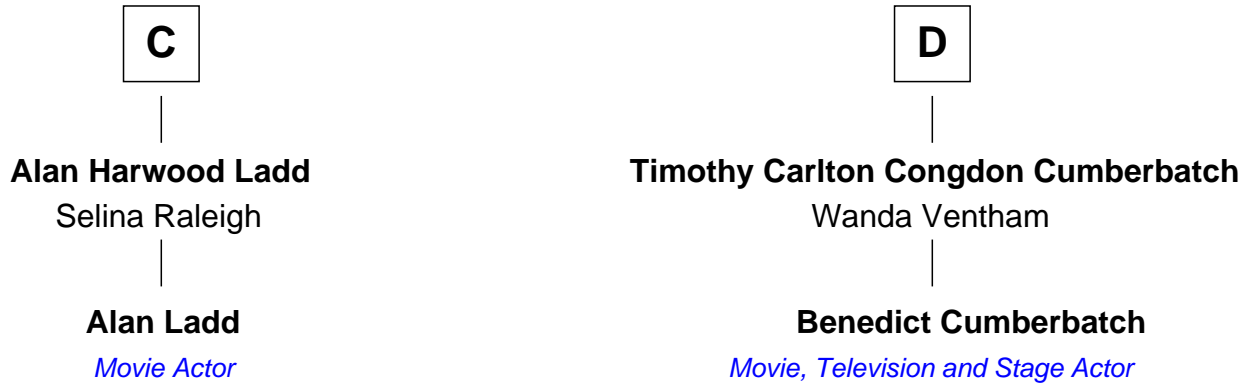 C
Alan Harwood Ladd
Selina Raleigh
Alan Ladd
Movie Actor
D
Timothy Carlton Congdon Cumberbatch
Wanda Ventham
Benedict Cumberbatch
Movie, Television and Stage Actor